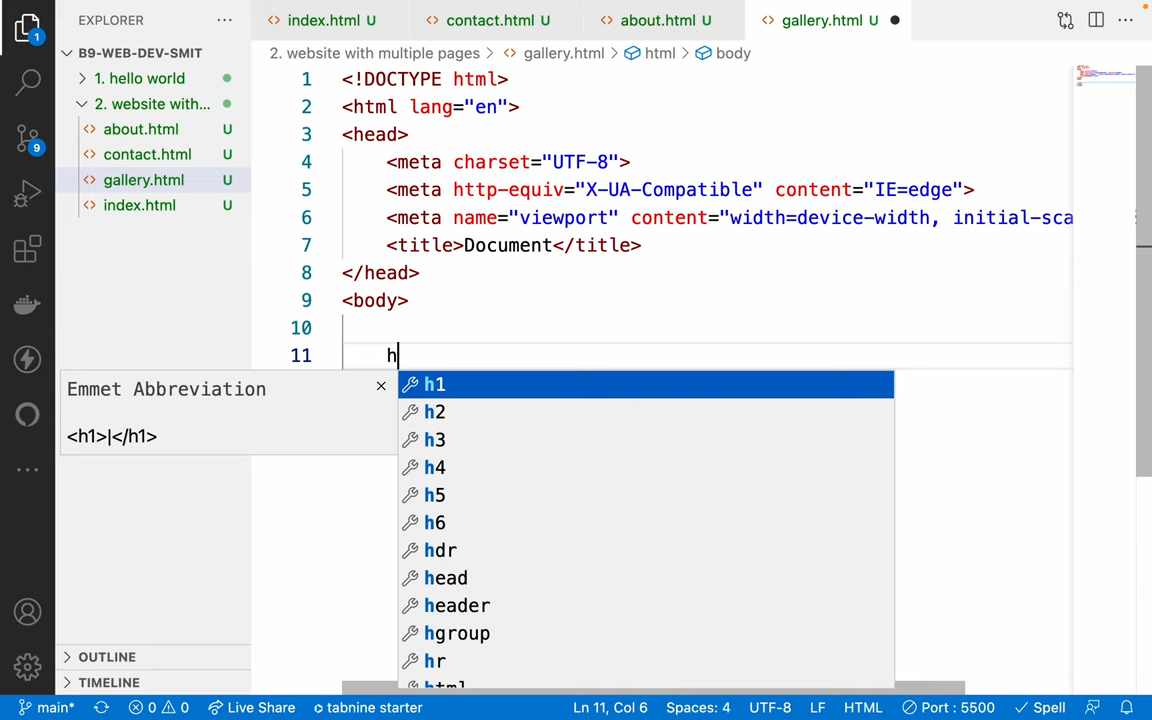 EXPLORER
index.html U
contact.html U
about.html U
gallery.html U
B9-WEB-DEV-SMIT
1. hello world
2. website with...
about.html U
contact.html U
gallery.html U
index.html U
2. website with multiple pages > gallery.html > html > body
1 <!DOCTYPE html>
2 <html lang="en">
3 <head>
4 <meta charset="UTF-8">
5 <meta http-equiv="X-UA-Compatible" content="IE=edge">
6 <meta name="viewport" content="width=device-width, initial-sca
7 <title>Document</title>
8 </head>
9 <body>
10
11 h
Emmet Abbreviation
<h1>|</h1>
h1
h2
h3
h4
h5
h6
hdr
head
header
hgroup
hr
html
1
9
OUTLINE
TIMELINE
main* 0 0 Live Share tabnine starter Ln 11, Col 6 Spaces: 4 UTF-8 LF HTML Port : 5500 Spell